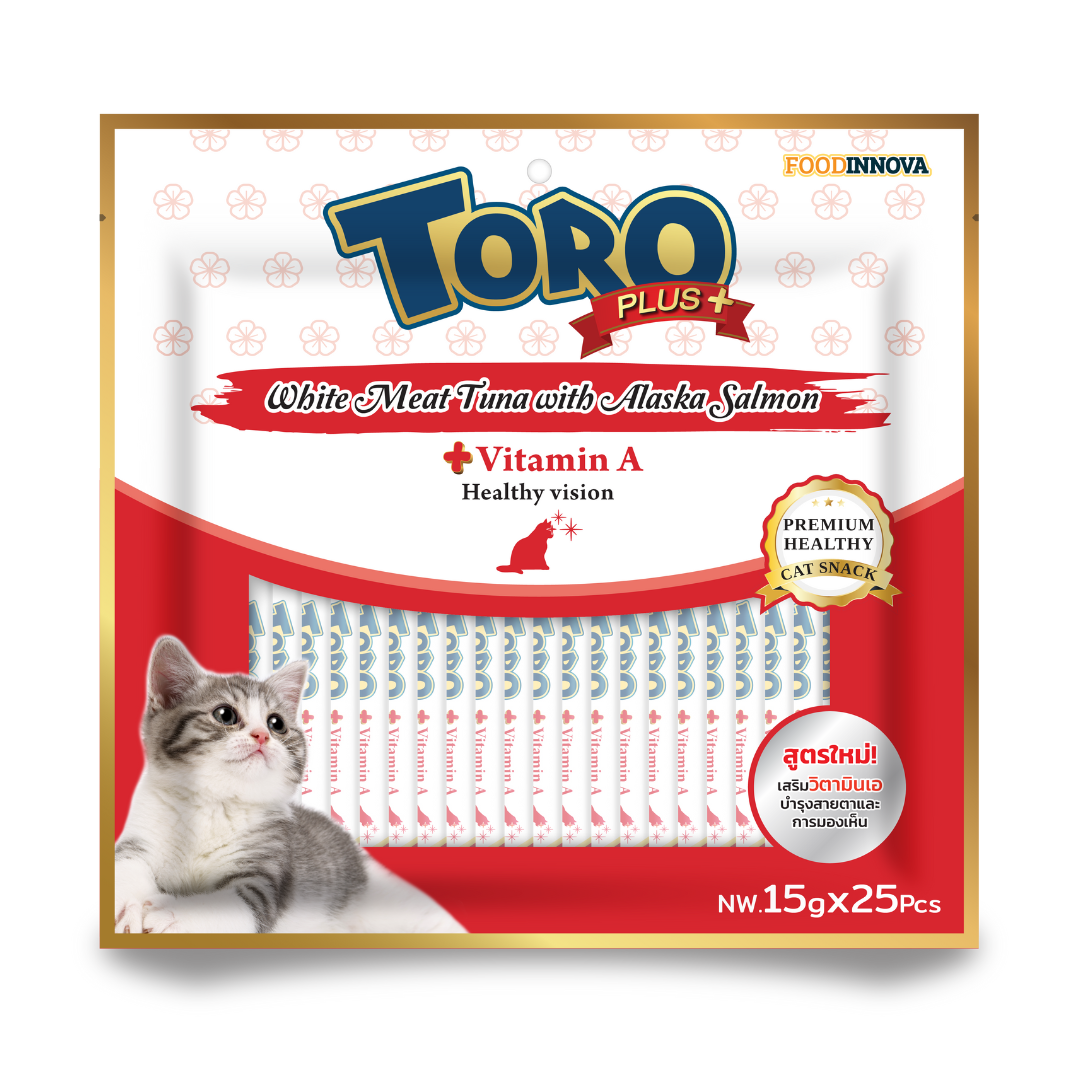 FOODINNOVA
TORO
PLUS +
White Meat Tuna with Alaska Salmon
+ Vitamin A
Healthy vision
PREMIUM
HEALTHY
CAT SNACK
TORO + Vitamin A
สูตรใหม่!
เสริมวิตามินเอ
บำรุงสายตาและ
การมองเห็น
NW.15gx25Pcs